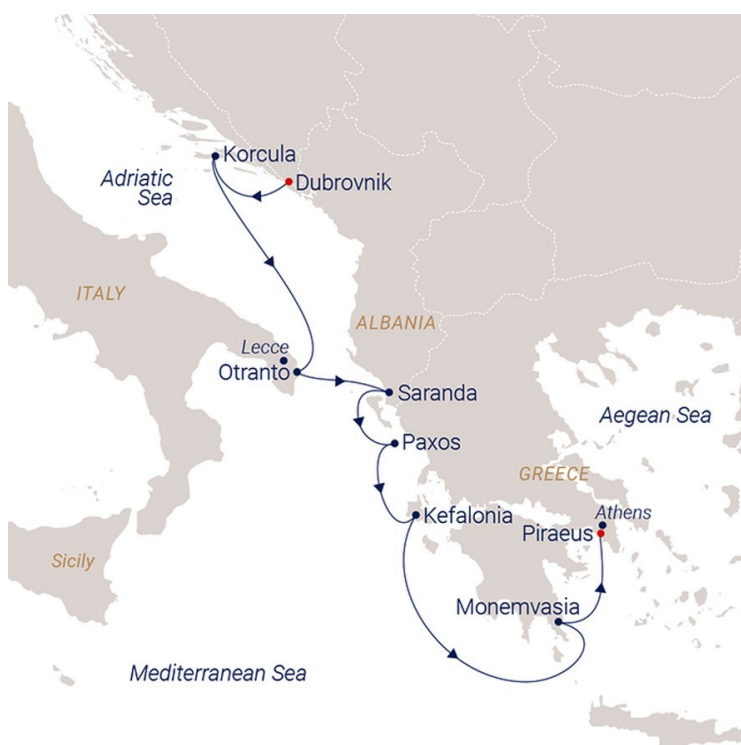 Korcula
Adriatic
Sea
Dubrovnik
ITALY
ALBANIA
Lecce
Otranto
Saranda
Aegean Sea
Paxos
GREECE
Kefalonia
Athens
Piraeus
Sicily
Monemvasia
Mediterranean Sea